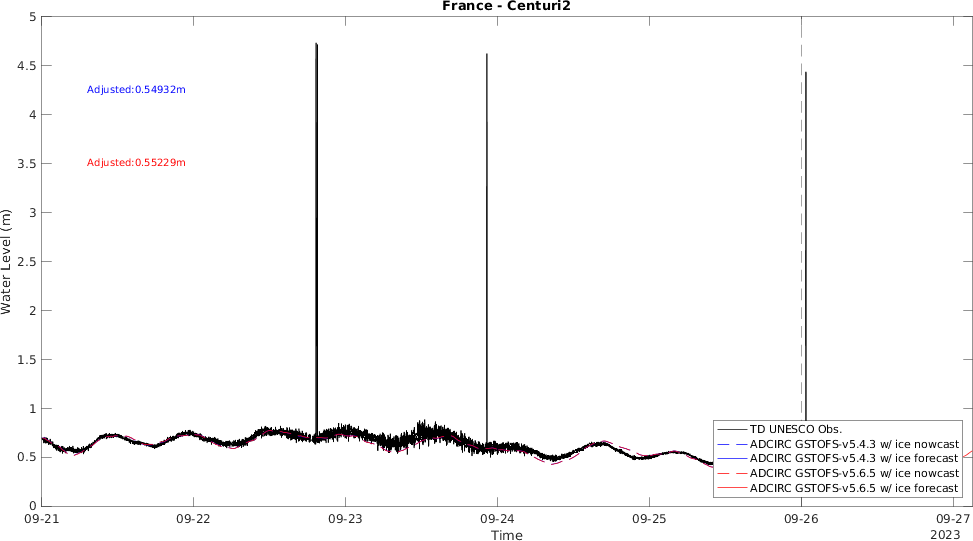 France - Centuri2
5
4.5
4
3.5
3
2.5
2
1.5
1
0.5
0
Water Level (m)
Adjusted:0.54932m
Adjusted:0.55229m
TD UNESCO Obs.
ADCIRC GSTOFS-v5.4.3 w/ ice nowcast
ADCIRC GSTOFS-v5.4.3 w/ ice forecast
ADCIRC GSTOFS-v5.6.5 w/ ice nowcast
ADCIRC GSTOFS-v5.6.5 w/ ice forecast
09-21 09-22 09-23 09-24 09-25 09-26 09-27
Time
2023